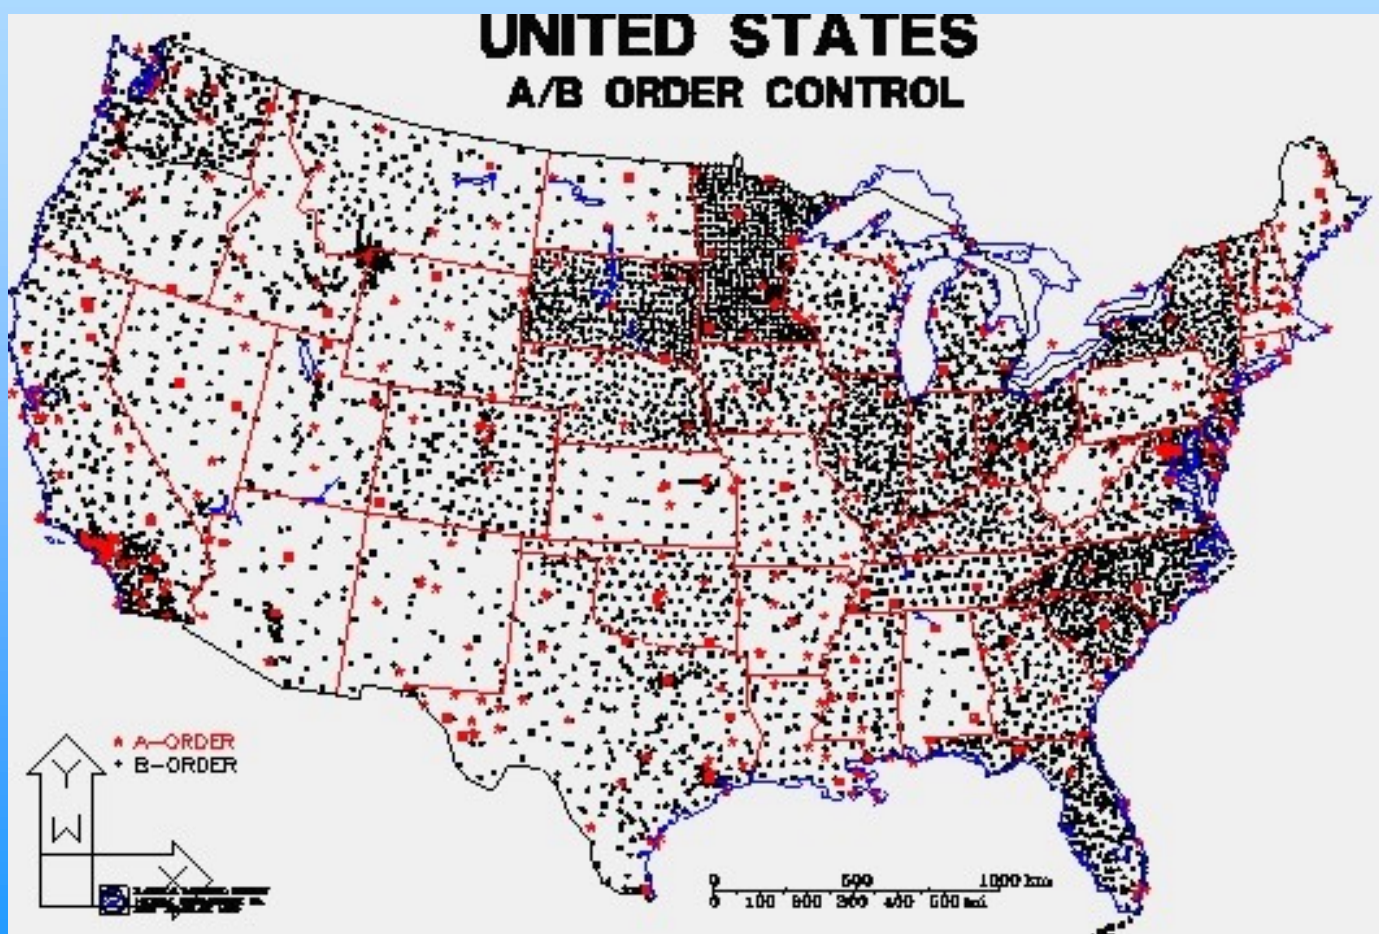 UNITED STATES
A/B ORDER CONTROL
* A-ORDER
• B-ORDER
Y
W
X
0 500 1000 km
0 100 200 300 400 500 mi